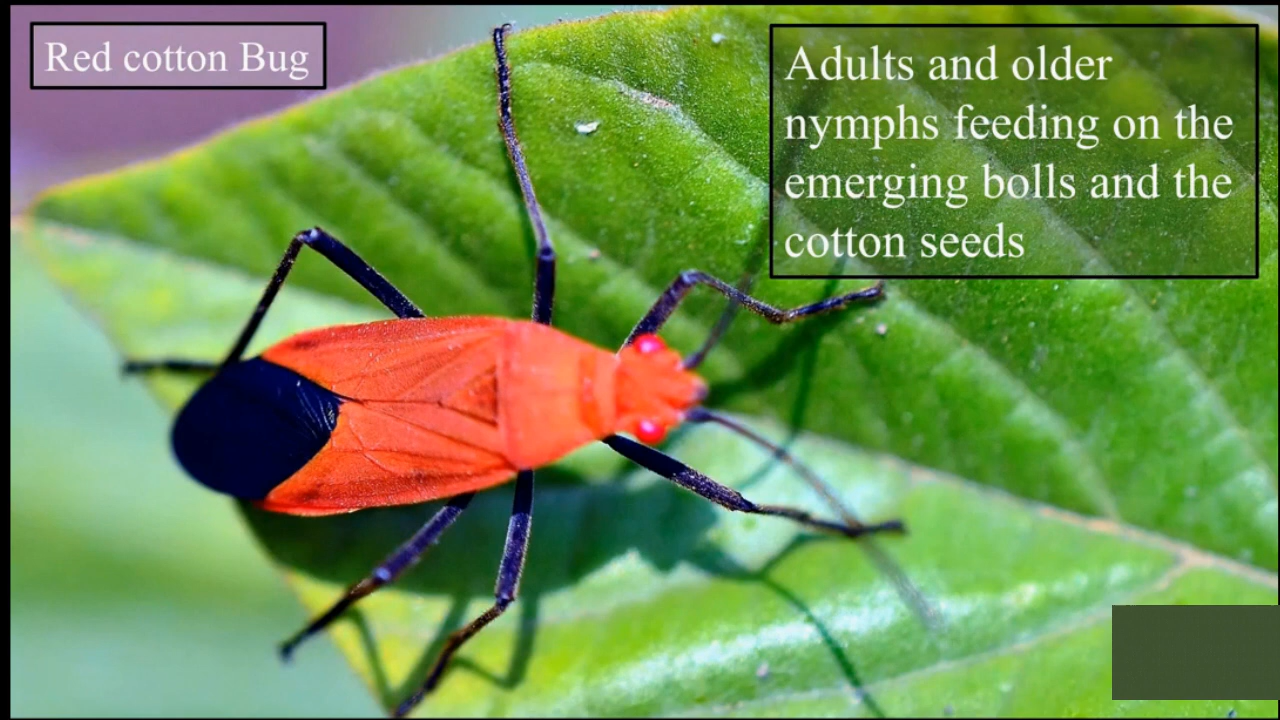 Red cotton Bug
Adults and older
nymphs feeding on the
emerging bolls and the
cotton seeds